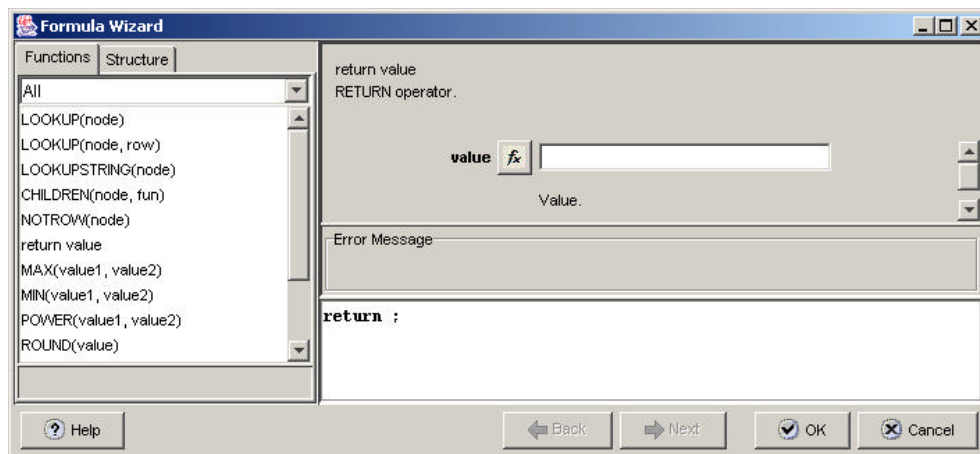 Formula Wizard
Functions Structure
All
LOOKUP(node)
LOOKUP(node, row)
LOOKUPSTRING(node)
CHILDREN(node, fun)
NOTROW(node)
return value
MAX(value1, value2)
MIN(value1, value2)
POWER(value1, value2)
ROUND(value)
return value
RETURN operator.
value fx
Value.
Error Message
return ;
? Help
Back
Next
OK
Cancel